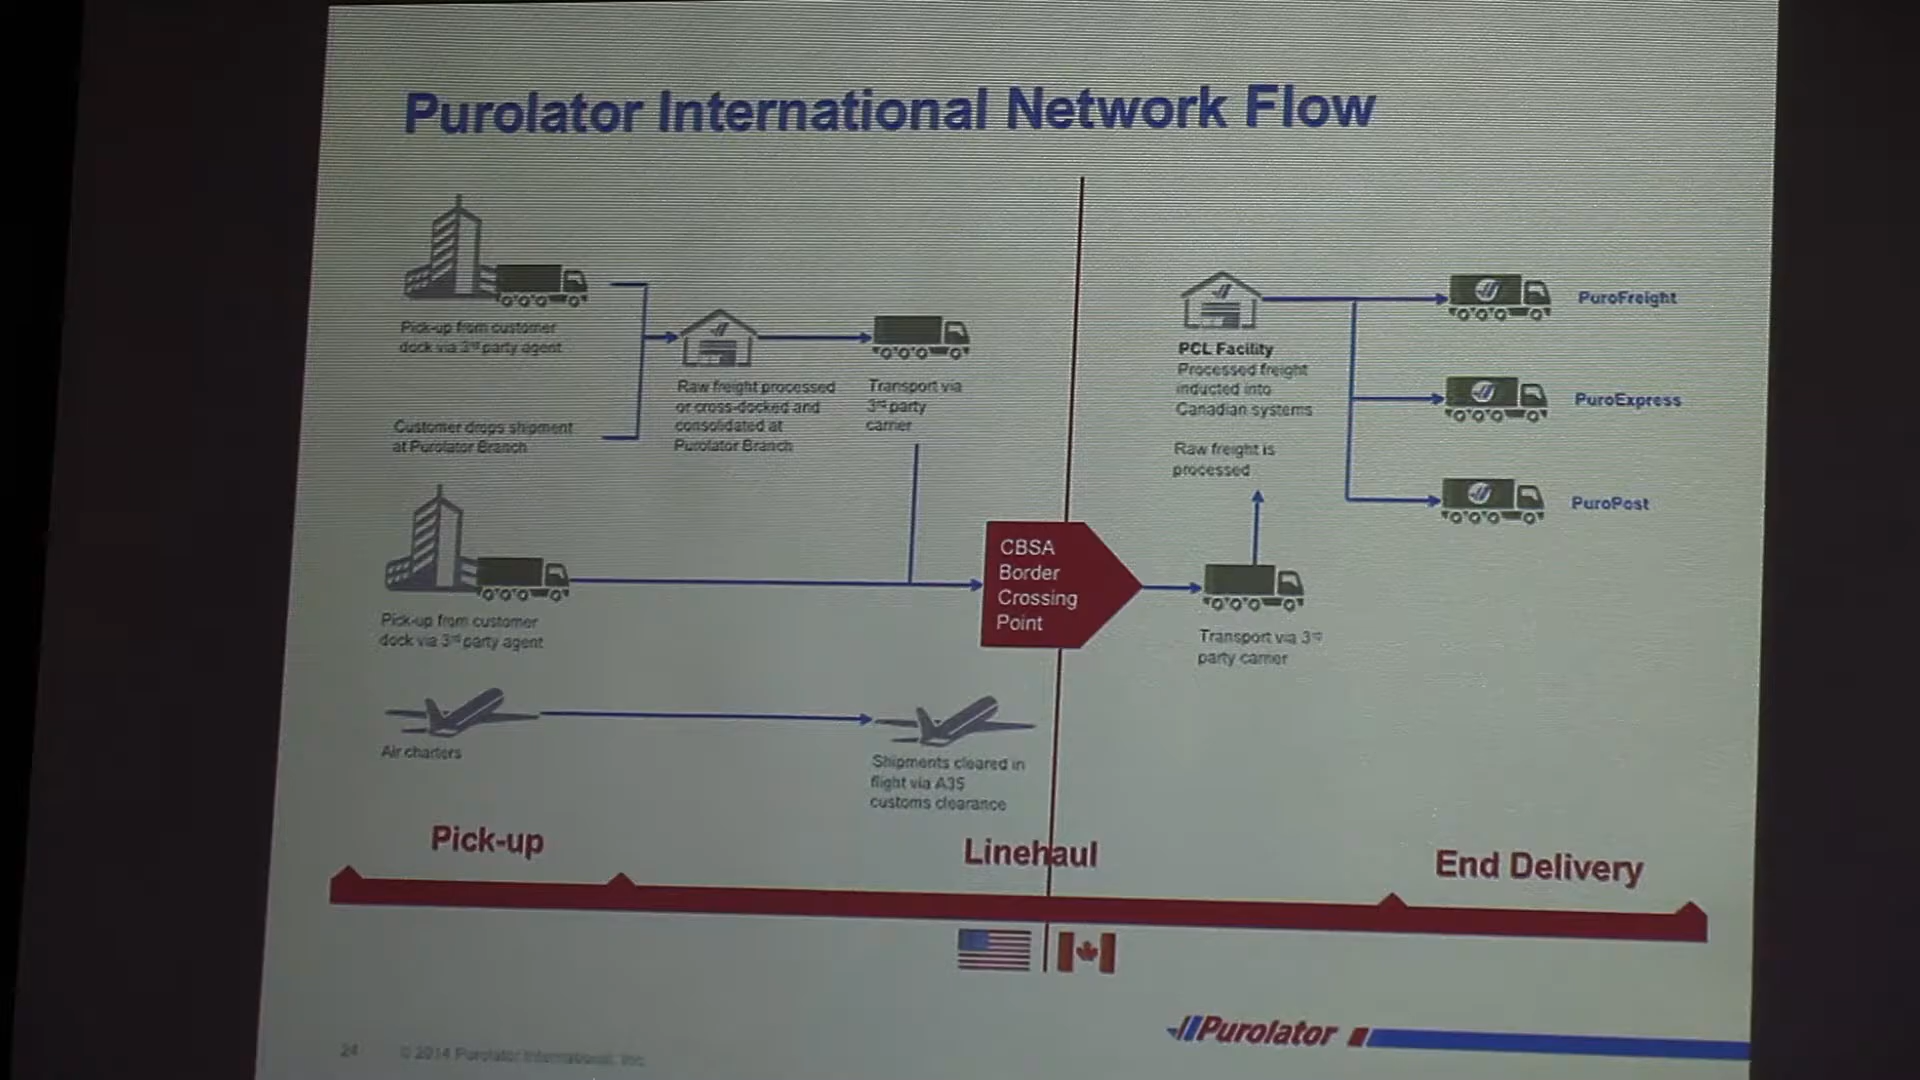 Purolator International Network Flow
Pick-up from customer
dock via 3rd party agent
Customer drops shipment
at Purolator Branch
Raw freight processed
or cross-docked and
consolidated at
Purolator Branch
Transport via
3rd party
carrier
PCL Facility
Processed freight
inducted into
Canadian systems
Raw freight is
processed
PuroFreight
PuroExpress
PuroPost
Pick-up from customer
dock via 3rd party agent
CBSA
Border
Crossing
Point
Transport via 3rd
party carrier
Air charters
Shipments cleared in
flight via A35
customs clearance
Pick-up
Linehaul
End Delivery
24
© 2014 Purolator International, Inc.
Purolator